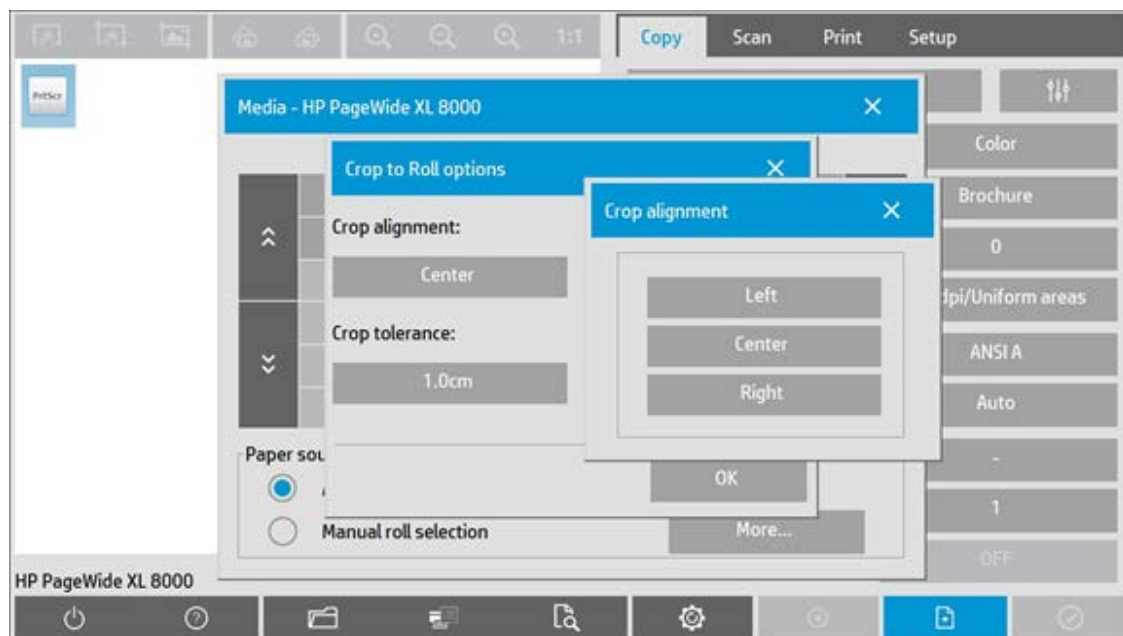 1:1
Copy
Scan
Print
Setup
PrtScr
Media - HP PageWide XL 8000
Color
Crop to Roll options
Brochure
Crop alignment
Crop alignment:
0
Center
Left
dpi/Uniform areas
Crop tolerance:
Center
ANSI A
1.0cm
Right
Auto
Paper sou
-
OK
1
Manual roll selection
More...
OFF
HP PageWide XL 8000